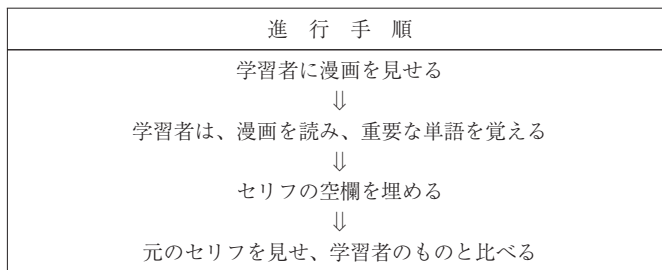 進 行 手 順
学習者に漫画を見せる
⇓
学習者は、漫画を読み、重要な単語を覚える
⇓
セリフの空欄を埋める
⇓
元のセリフを見せ、学習者のものと比べる